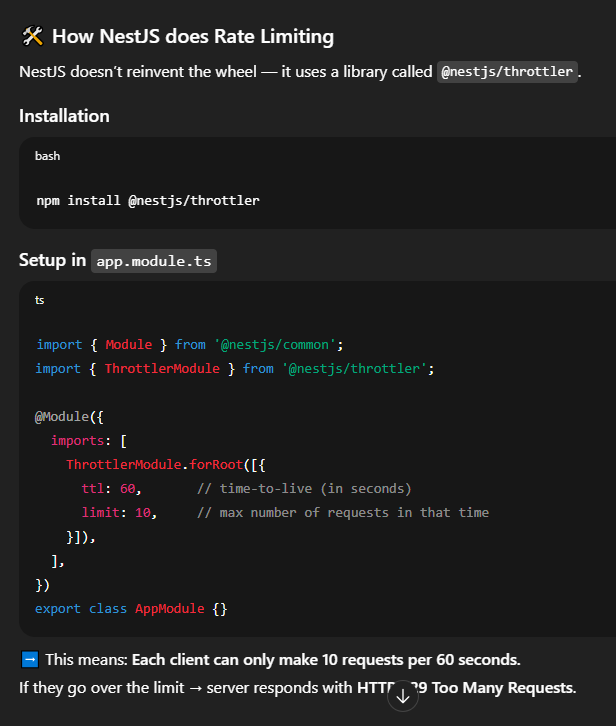 🛠️ How NestJS does Rate Limiting
NestJS doesn't reinvent the wheel — it uses a library called @nestjs/throttler.
Installation
bash
npm install @nestjs/throttler
Setup in app.module.ts
ts
import { Module } from '@nestjs/common';
import { ThrottlerModule } from '@nestjs/throttler';
@Module({
  imports: [
    ThrottlerModule.forRoot([{
      ttl: 60,       // time-to-live (in seconds)
      limit: 10,     // max number of requests in that time
    }]),
  ],
})
export class AppModule {}
➡️ This means: Each client can only make 10 requests per 60 seconds.
If they go over the limit → server responds with Too Many Requests.